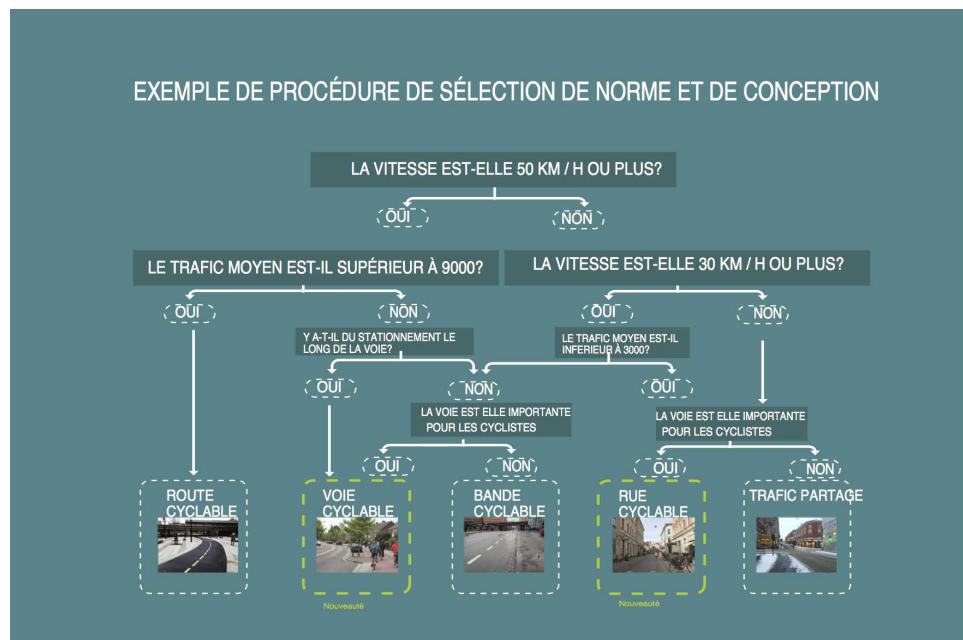 EXEMPLE DE PROCÉDURE DE SÉLECTION DE NORME ET DE CONCEPTION
LA VITESSE EST-ELLE 50 KM / H OU PLUS?
OUI
NON
LE TRAFIC MOYEN EST-IL SUPÉRIEUR À 9000?
LA VITESSE EST-ELLE 30 KM / H OU PLUS?
OUI
NON
OUI
NON
Y A-T-IL DU STATIONNEMENT LE
LONG DE LA VOIE?
LE TRAFIC MOYEN EST-IL
INFERIEUR À 3000?
OUI
NON
OUI
LA VOIE EST ELLE IMPORTANTE
POUR LES CYCLISTES
LA VOIE EST ELLE IMPORTANTE
POUR LES CYCLISTES
OUI
NON
OUI
NON
ROUTE
CYCLABLE
VOIE
CYCLABLE
BANDE
CYCLABLE
RUE
CYCLABLE
TRAFIC PARTAGE
Nouveauté
Nouveauté